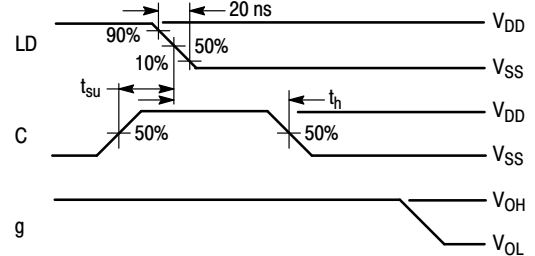 20 ns
LD
90%
50%
10%
V_DD
V_SS
t_su
t_h
C
50%
50%
V_DD
V_SS
g
V_OH
V_OL